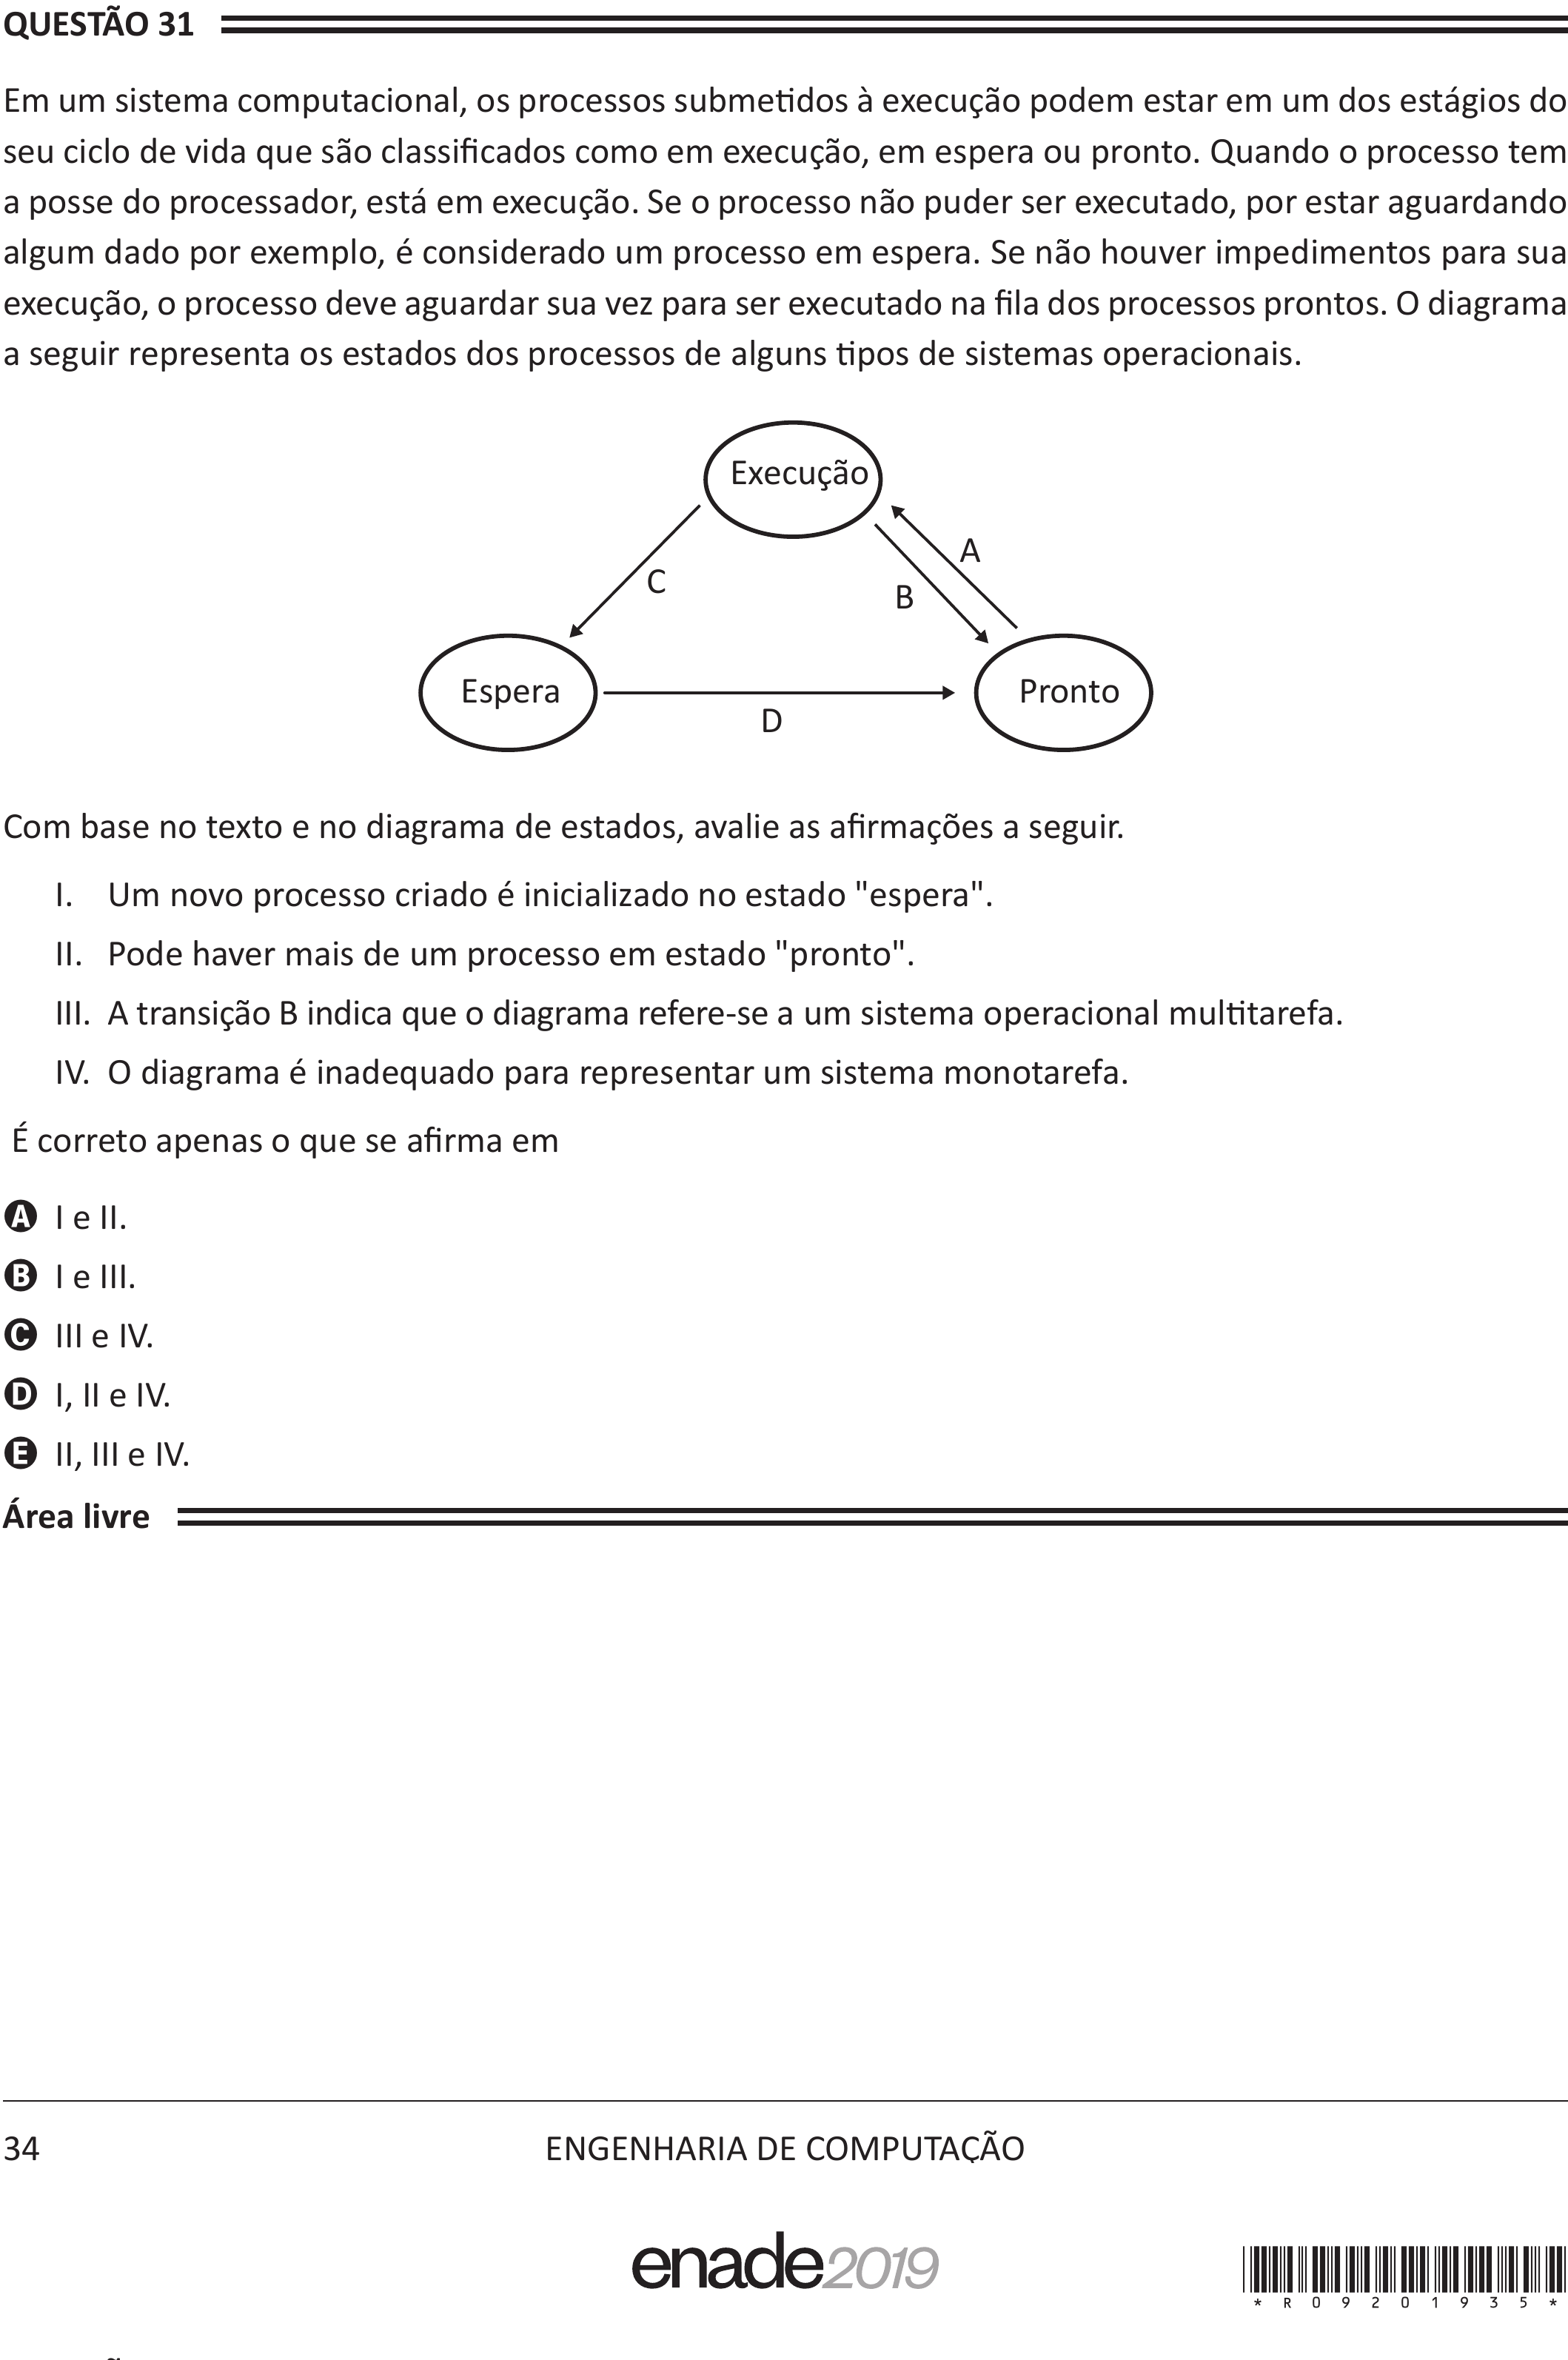 QUESTÃO 31
Em um sistema computacional, os processos submetidos à execução podem estar em um dos estágios do
seu ciclo de vida que são classificados como em execução, em espera ou pronto. Quando o processo tem
a posse do processador, está em execução. Se o processo não puder ser executado, por estar aguardando
algum dado por exemplo, é considerado um processo em espera. Se não houver impedimentos para sua
execução, o processo deve aguardar sua vez para ser executado na fila dos processos prontos. O diagrama
a seguir representa os estados dos processos de alguns tipos de sistemas operacionais.
Execução
A
C
B
Espera
Pronto
D
Com base no texto e no diagrama de estados, avalie as afirmações a seguir.
I. Um novo processo criado é inicializado no estado "espera".
II. Pode haver mais de um processo em estado "pronto".
III. A transição B indica que o diagrama refere-se a um sistema operacional multitarefa.
IV. O diagrama é inadequado para representar um sistema monotarefa.
É correto apenas o que se afirma em
A I e II.
B I e III.
C III e IV.
D I, II e IV.
E II, III e IV.
Área livre
34
ENGENHARIA DE COMPUTAÇÃO
enade2019
* R 0 9 2 0 1 9 3 5 *